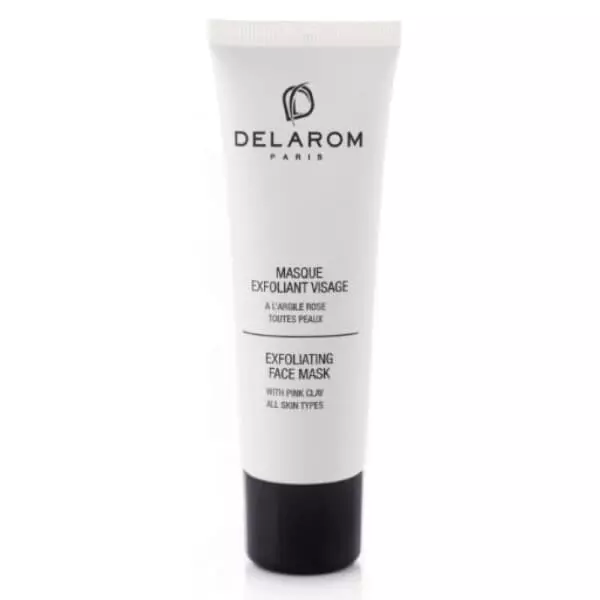 DELAROM
PARIS
MASQUE
EXFOLIANT VISAGE
A L'ARGILE ROSE
TOUTES PEAUX
EXFOLIATING
FACE MASK
WITH PINK CLAY
ALL SKIN TYPES